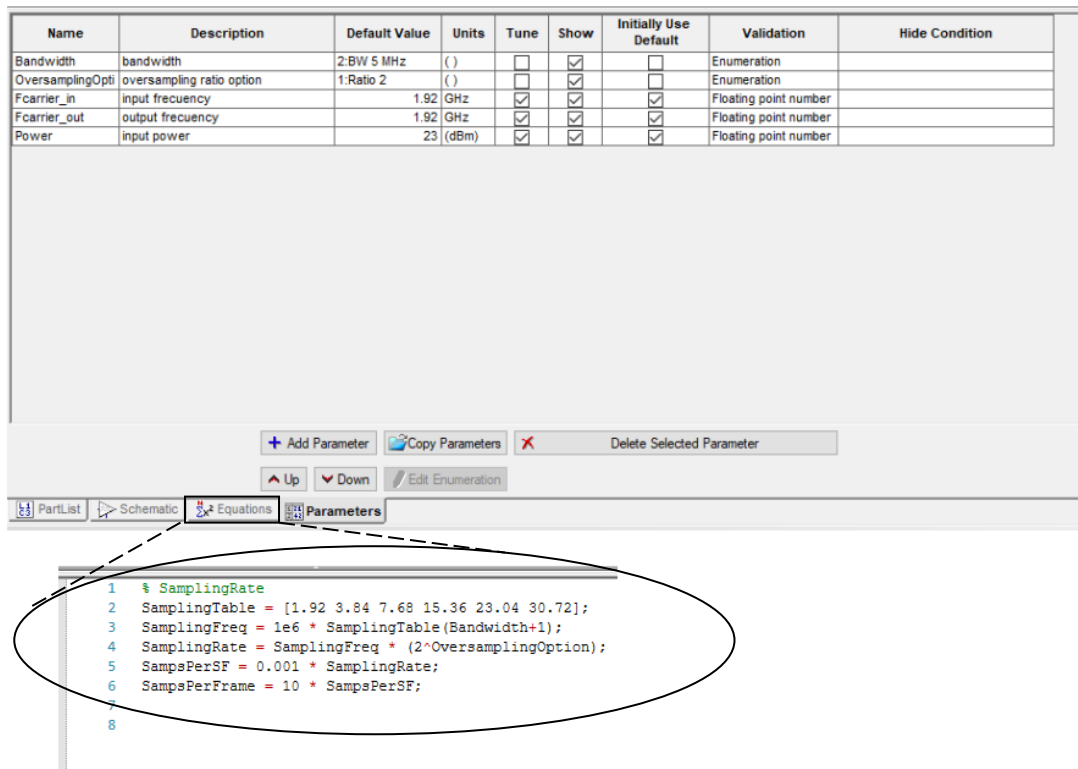 Name Description Default Value Units Tune Show Initially Use Default Validation Hide Condition
Bandwidth bandwidth 2:BW 5 MHz ( ) Enumeration
OversamplingOpti oversampling ratio option 1:Ratio 2 ( ) Enumeration
Fcarrier_in input frecuency 1.92 GHz Floating point number
Fcarrier_out output frecuency 1.92 GHz Floating point number
Power input power 23 (dBm) Floating point number
Add Parameter Copy Parameters Delete Selected Parameter
Up Down Edit Enumeration
PartList Schematic Equations Parameters
1 % SamplingRate
2 SamplingTable = [1.92 3.84 7.68 15.36 23.04 30.72];
3 SamplingFreq = 1e6 * SamplingTable(Bandwidth+1);
4 SamplingRate = SamplingFreq * (2^OversamplingOption);
5 SampsPerSF = 0.001 * SamplingRate;
6 SampsPerFrame = 10 * SampsPerSF;
7
8